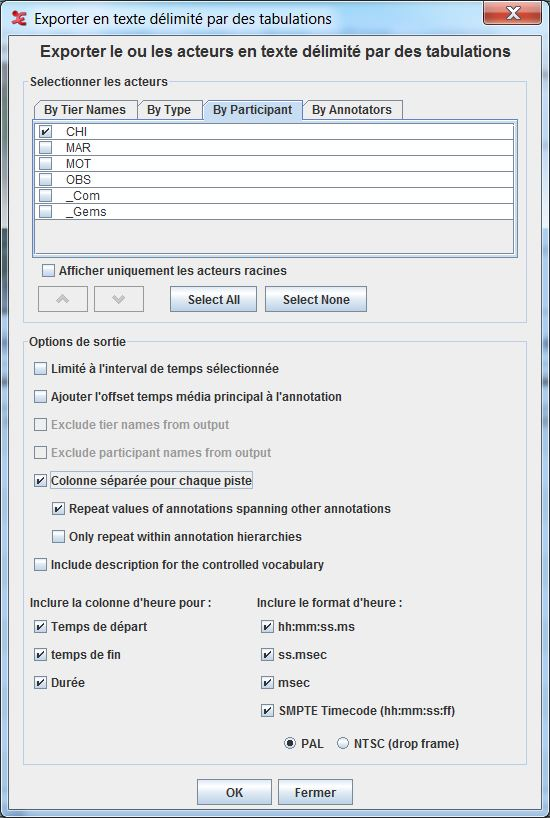 Exporter en texte délimité par des tabulations
Exporter le ou les acteurs en texte délimité par des tabulations
Selectionner les acteurs
By Tier Names By Type By Participant By Annotators
CHI
MAR
MOT
OBS
_Com
_Gems
Afficher uniquement les acteurs racines
Select All Select None
Options de sortie
Limité à l'interval de temps sélectionnée
Ajouter l'offset temps média principal à l'annotation
Exclude tier names from output
Exclude participant names from output
Colonne séparée pour chaque piste
Repeat values of annotations spanning other annotations
Only repeat within annotation hierarchies
Include description for the controlled vocabulary
Inclure la colonne d'heure pour : Inclure le format d'heure :
Temps de départ hh:mm:ss.ms
temps de fin ss.msec
Durée msec
SMPTE Timecode (hh:mm:ss:ff)
PAL NTSC (drop frame)
OK Fermer